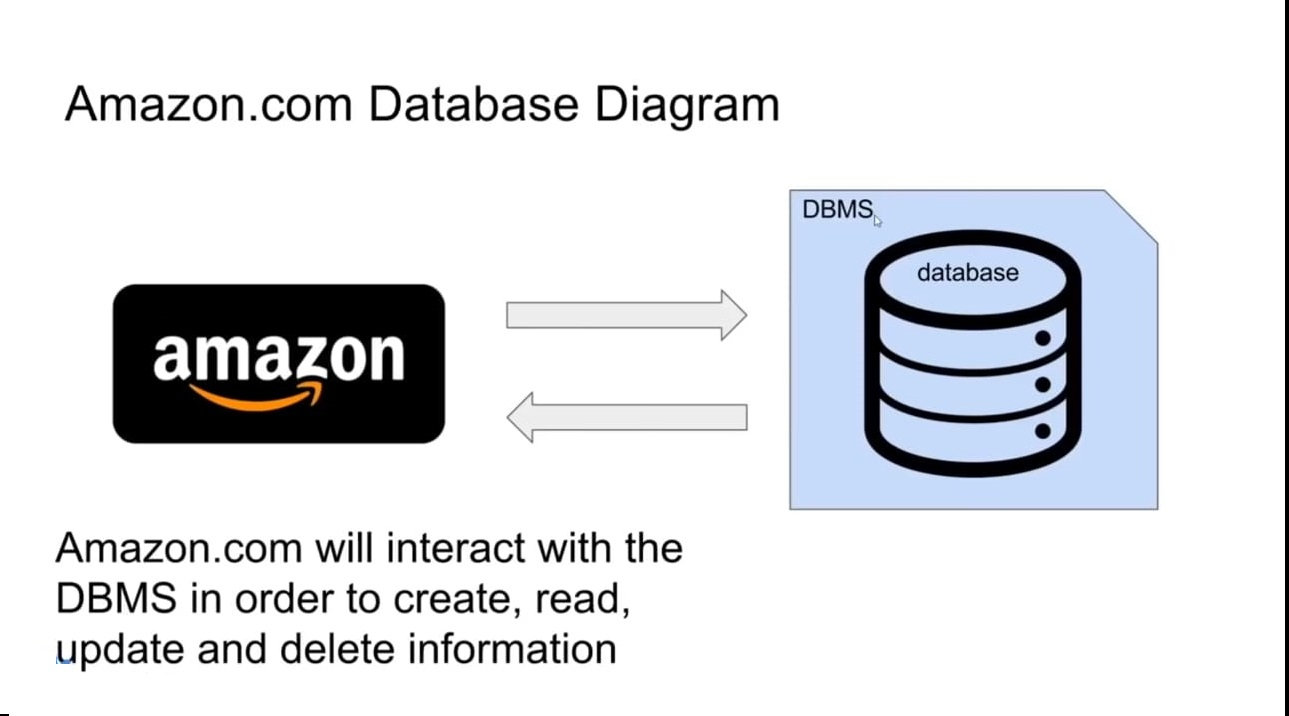 Amazon.com Database Diagram
DBMS
database
amazon
Amazon.com will interact with the
DBMS in order to create, read,
update and delete information